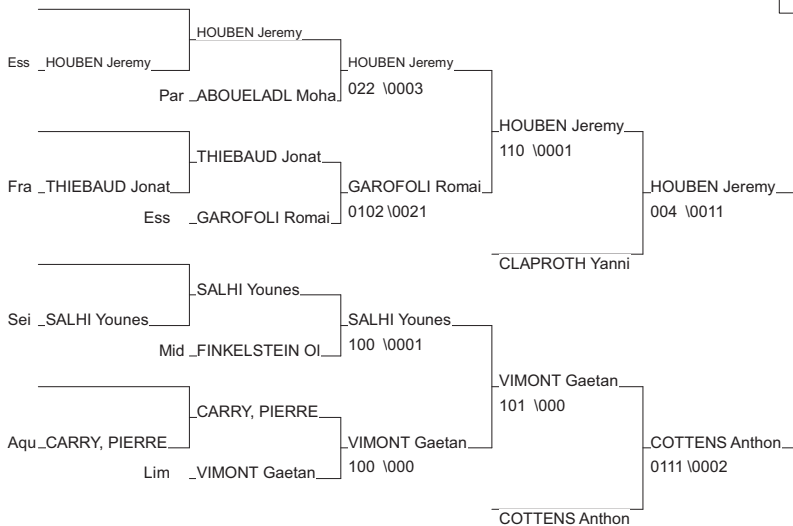 HOUBEN Jeremy
Ess HOUBEN Jeremy
HOUBEN Jeremy
Par ABOUELADL Moha
022 \0003
HOUBEN Jeremy
110 \0001
THIEBAUD Jonat
Fra THIEBAUD Jonat
GAROFOLI Romai
HOUBEN Jeremy
Ess GAROFOLI Romai
0102 \0021
004 \0011
CLAPROTH Yanni
SALHI Younes
Sei SALHI Younes
SALHI Younes
Mid FINKELSTEIN Ol
100 \0001
VIMONT Gaetan
101 \000
CARRY, PIERRE
Aqu CARRY, PIERRE
VIMONT Gaetan
COTTENS Anthon
Lim VIMONT Gaetan
100 \000
0111 \0002
COTTENS Anthon